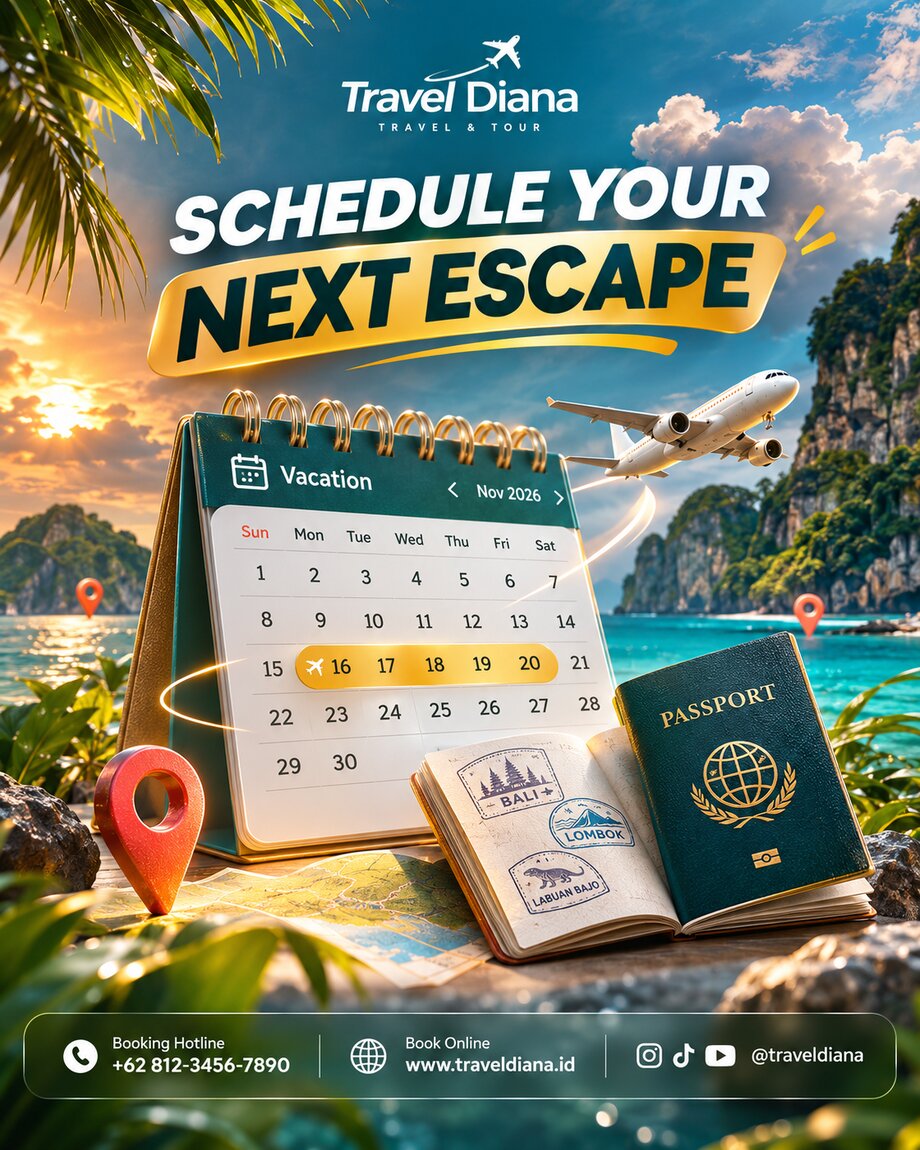 Travel Diana
TRAVEL & TOUR
SCHEDULE YOUR
NEXT ESCAPE
Vacation
< Nov 2026 >
Sun Mon Tue Wed Thu Fri Sat
1 2 3 4 5 6 7
8 9 10 11 12 13 14
15 16 17 18 19 20 21
22 23 24 25 26 27 28
29 30
PASSPORT
BALI
LOMBOK
LABUAN BAJO
Booking Hotline
+62 812-3456-7890
Book Online
www.traveldiana.id
@traveldiana